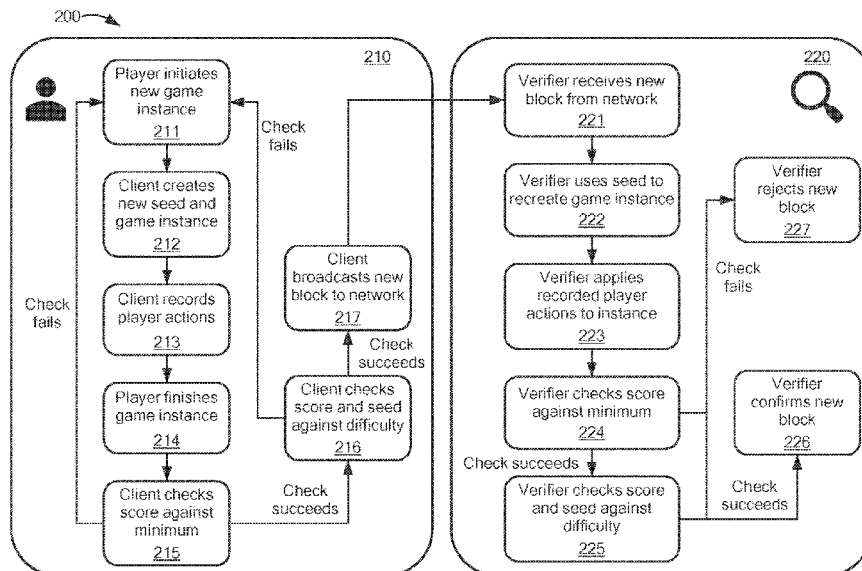 200
210
Player initiates
new game
instance
211
Client creates
new seed and
game instance
212
Client records
player actions
213
Player finishes
game instance
214
Client checks
score against
minimum
215
Check
fails
Check
fails
Client
broadcasts new
block to network
217
Check
succeeds
Client checks
score and seed
against difficulty
216
Check
succeeds
220
Verifier receives new
block from network
221
Verifier uses seed to
recreate game instance
222
Verifier applies
recorded player
actions to instance
223
Verifier checks score
against minimum
224
Check succeeds
Verifier checks score
and seed against
difficulty
225
Verifier
rejects new
block
227
Check
fails
Verifier
confirms new
block
226
Check
succeeds